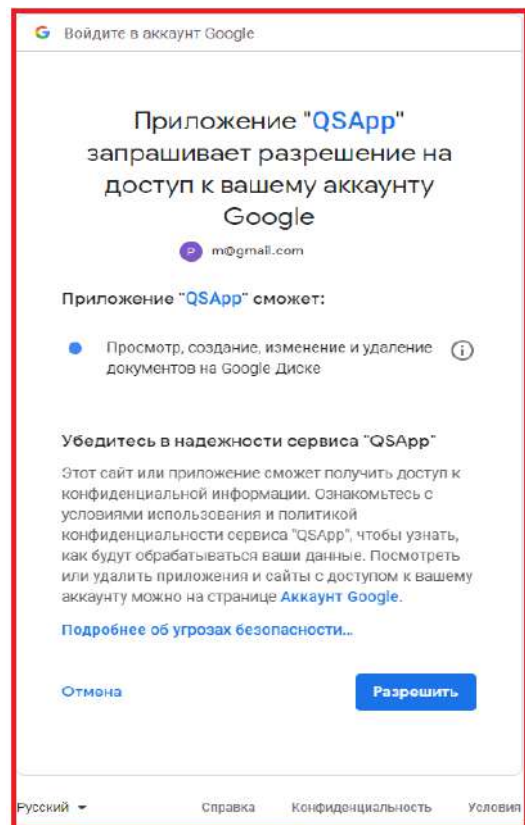 Войдите в аккаунт Google
Приложение "QSApp"
запрашивает разрешение на
доступ к вашему аккаунту
Google
P m@gmail.com
Приложение "QSApp" сможет:
Просмотр, создание, изменение и удаление
документов на Google Диске
Убедитесь в надежности сервиса "QSApp"
Этот сайт или приложение сможет получить доступ к
конфиденциальной информации. Ознакомьтесь с
условиями использования и политикой
конфиденциальности сервиса "QSApp", чтобы узнать,
как будут обрабатываться ваши данные. Посмотреть
или удалить приложения и сайты с доступом к вашему
аккаунту можно на странице Аккаунт Google.
Подробнее об угрозах безопасности...
Отмена Разрешить
Русский Справка Конфиденциальность Условия